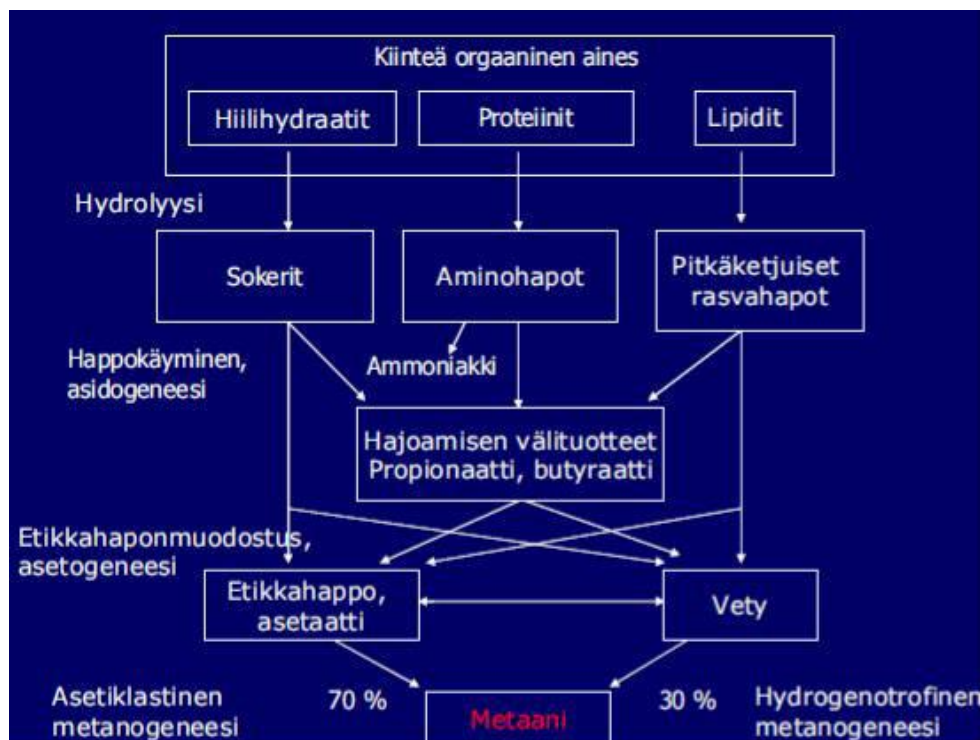 Kiinteä orgaaninen aines
Hiilihydraatit
Proteiinit
Lipidit
Hydrolyysi
Sokerit
Aminohapot
Pitkäketjuiset
rasvahapot
Happokäyminen,
asidogeneesi
Ammoniakki
Hajoamisen välituotteet
Propionaatti, butyraatti
Etikkahaponmuodostus,
asetogeneesi
Etikkahappo,
asetaatti
Vety
Asetiklastinen
metanogeneesi
70 %
Metaani
30 %
Hydrogenotrofinen
metanogeneesi